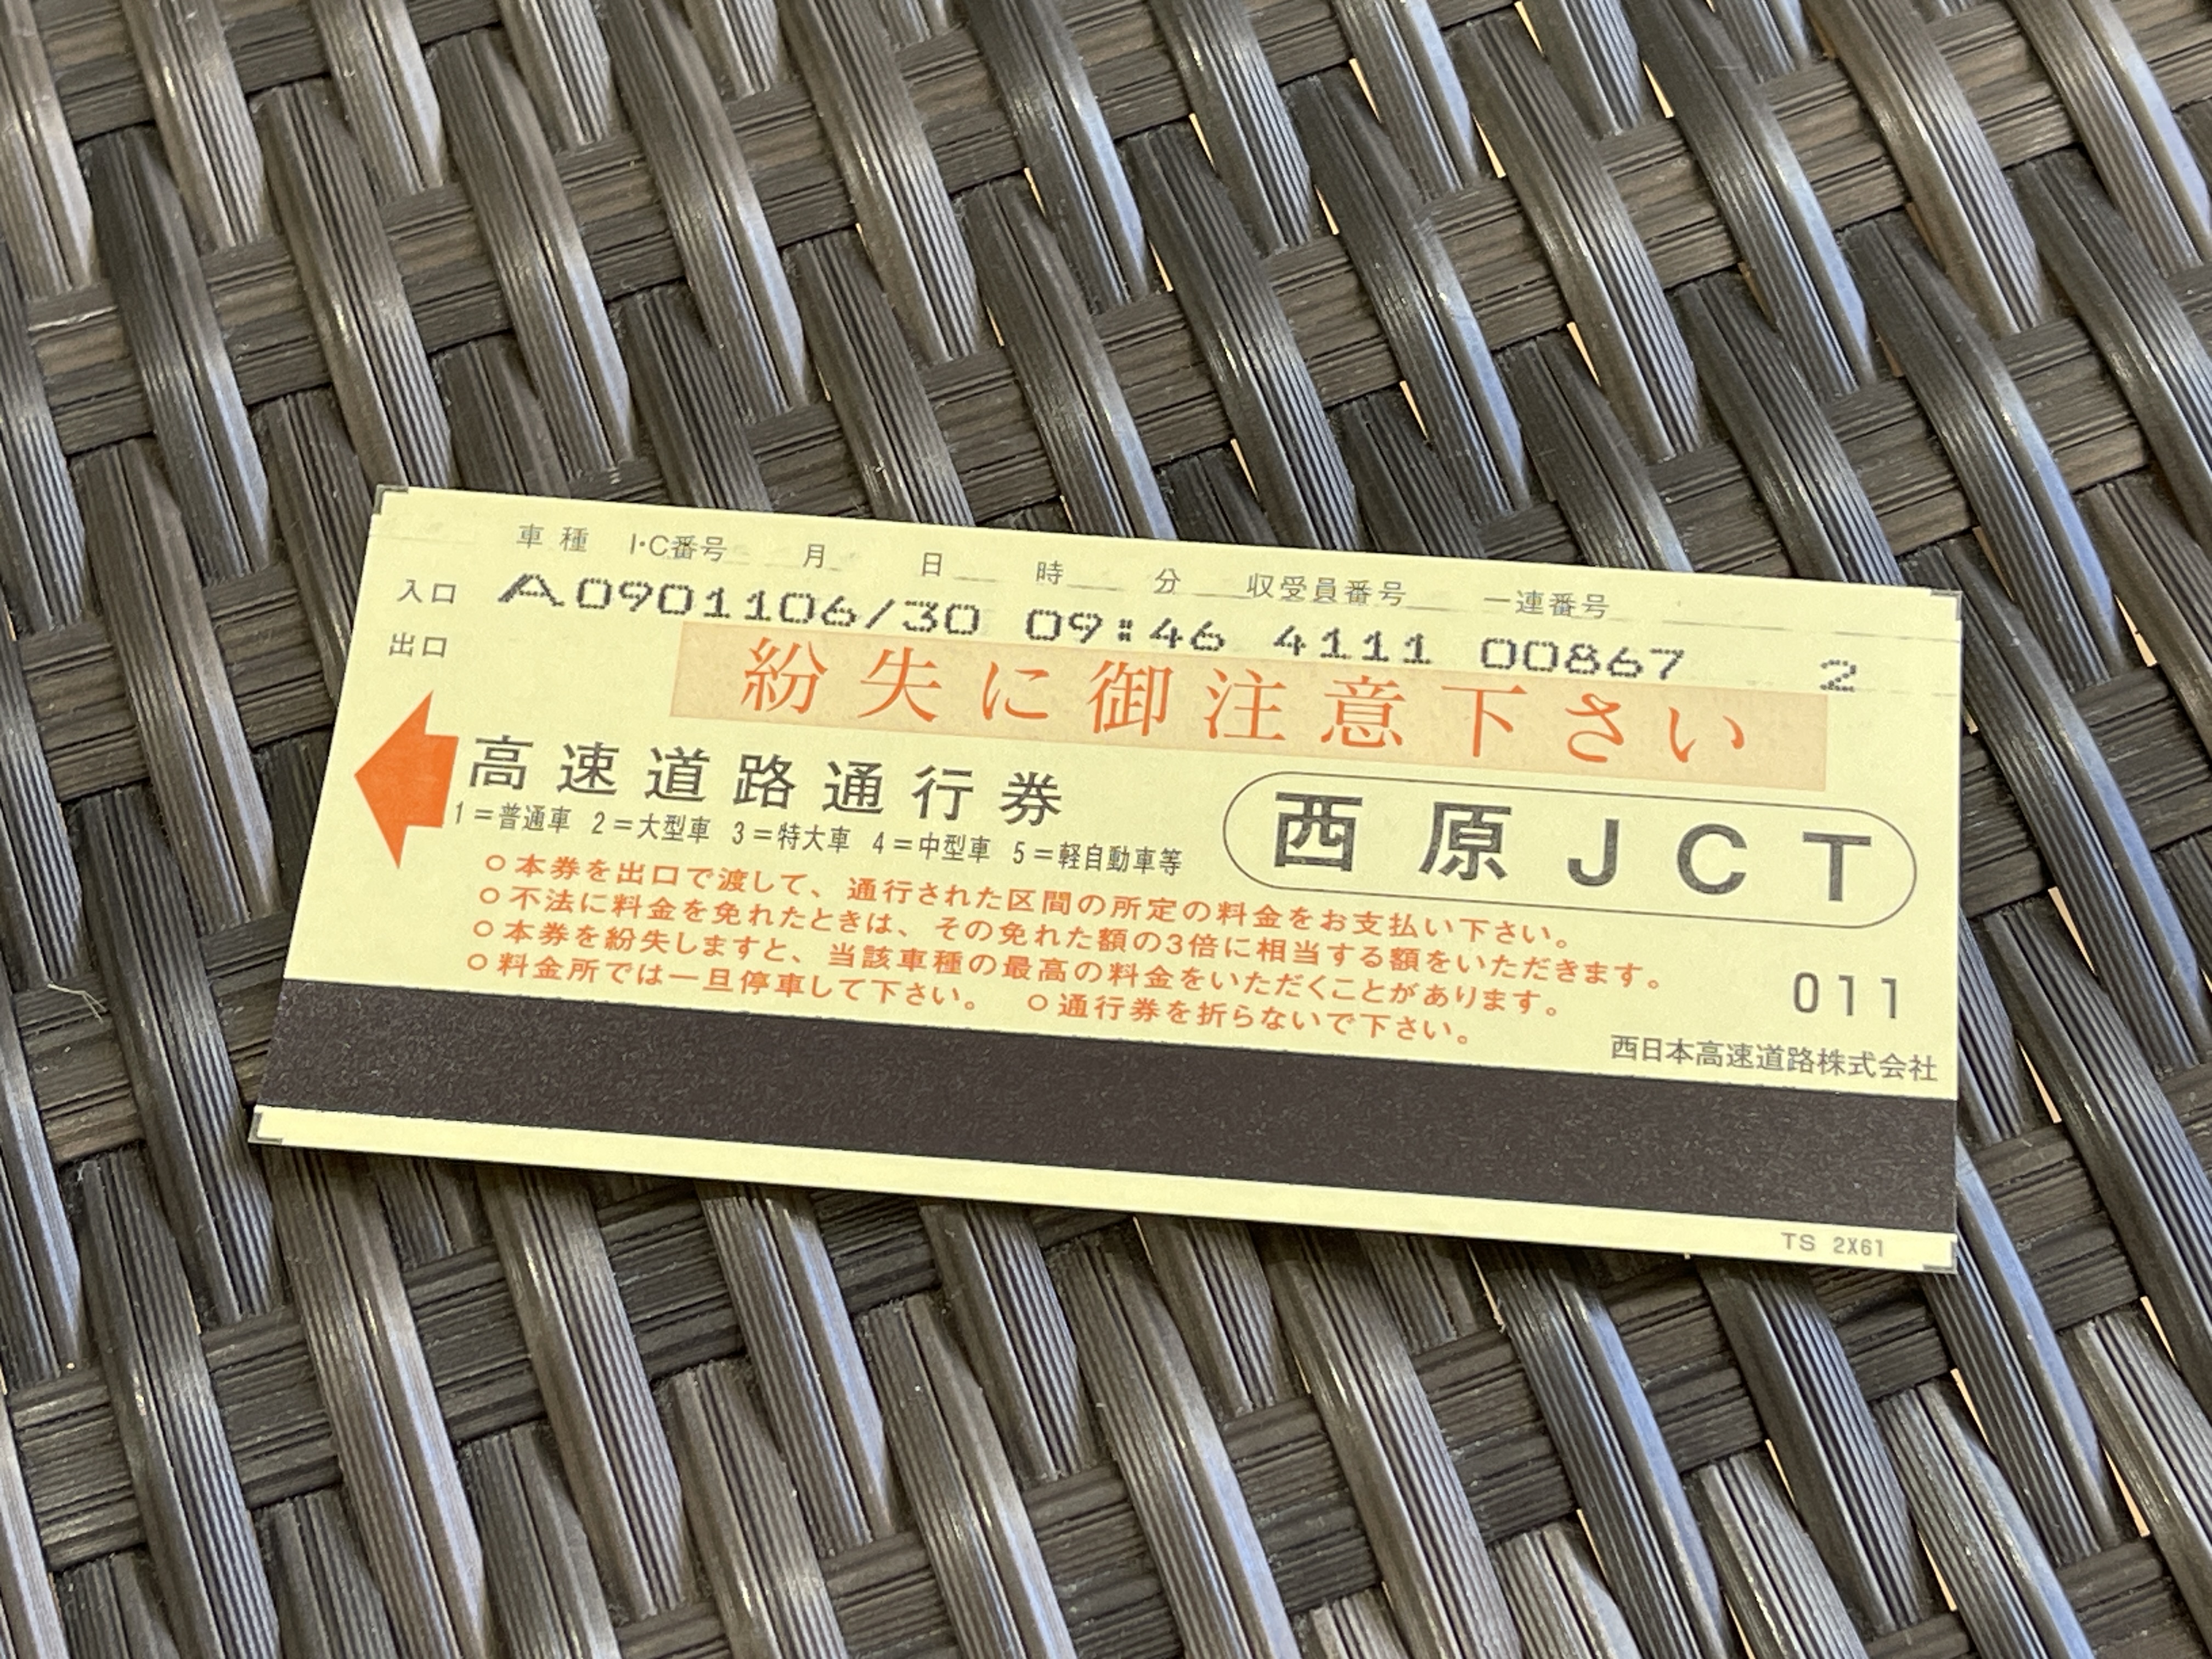 車種 I・C番号 月 日 時 分 収受員番号 一連番号
入口 A0901106/30 09:46 4111 00867 2
出口
紛失に御注意下さい
高速道路通行券
1＝普通車 2＝大型車 3＝特大車 4＝中型車 5＝軽自動車等
西原JCT
○本券を出口で渡して、通行された区間の所定の料金をお支払い下さい。
○不法に料金を免れたときは、その免れた額の3倍に相当する額をいただきます。
○本券を紛失しますと、当該車種の最高の料金をいただくことがあります。
○料金所では一旦停車して下さい。 ○通行券を折らないで下さい。
011
西日本高速道路株式会社
TS 2X61